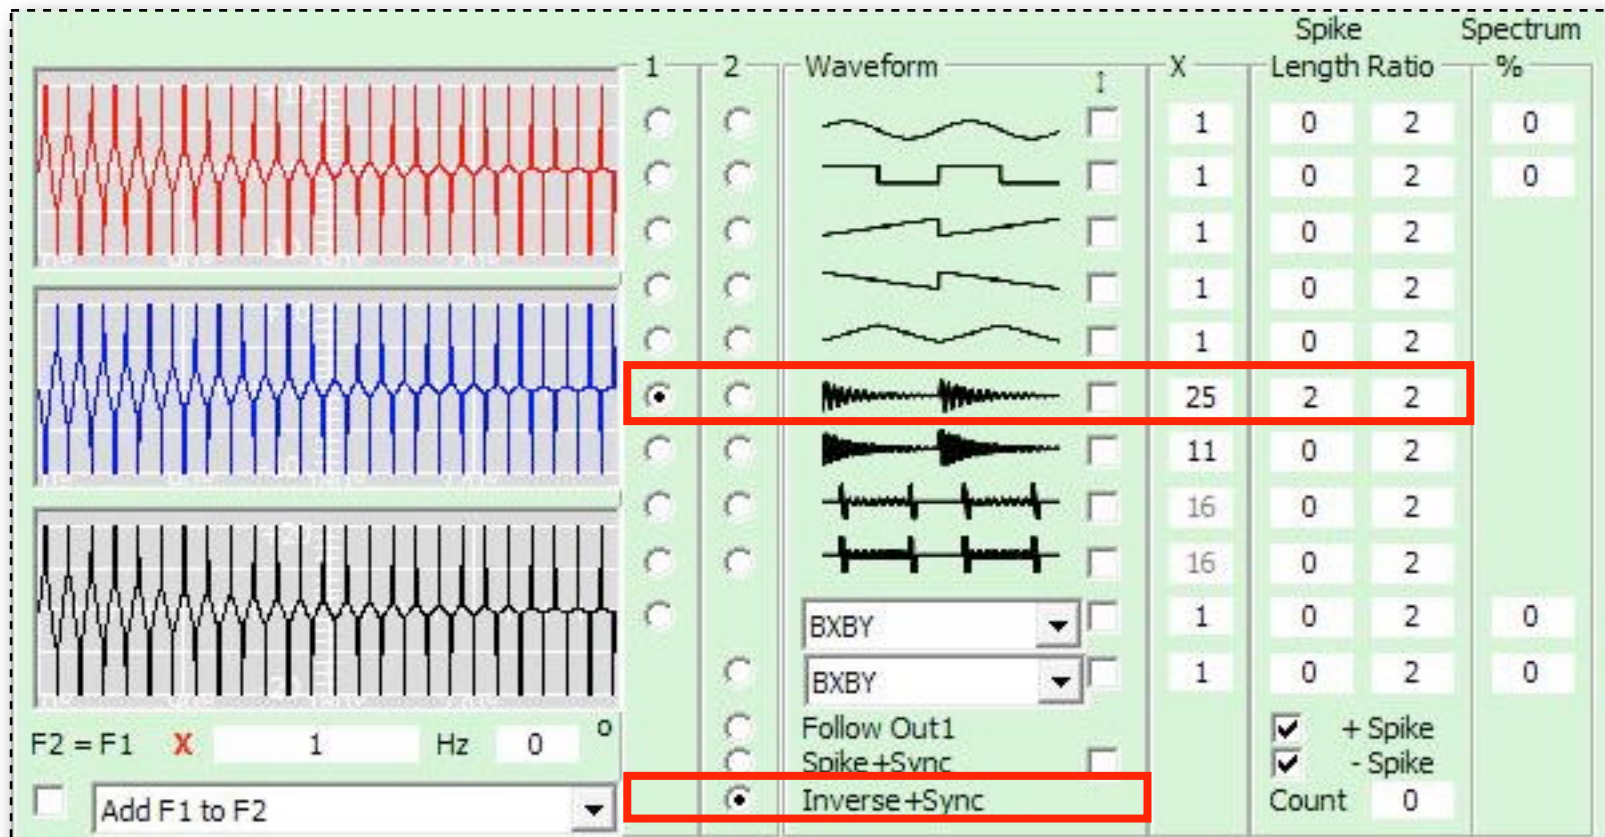 Spike Spectrum
1 2 Waveform ↕ X Length Ratio %
1 0 2 0
1 0 2 0
1 0 2
1 0 2
1 0 2
25 2 2
11 0 2
16 0 2
16 0 2
BXBY 1 0 2 0
BXBY 1 0 2 0
Follow Out1 + Spike
F2 = F1 X 1 Hz 0 °
Spike+Sync - Spike
Add F1 to F2 Inverse+Sync Count 0